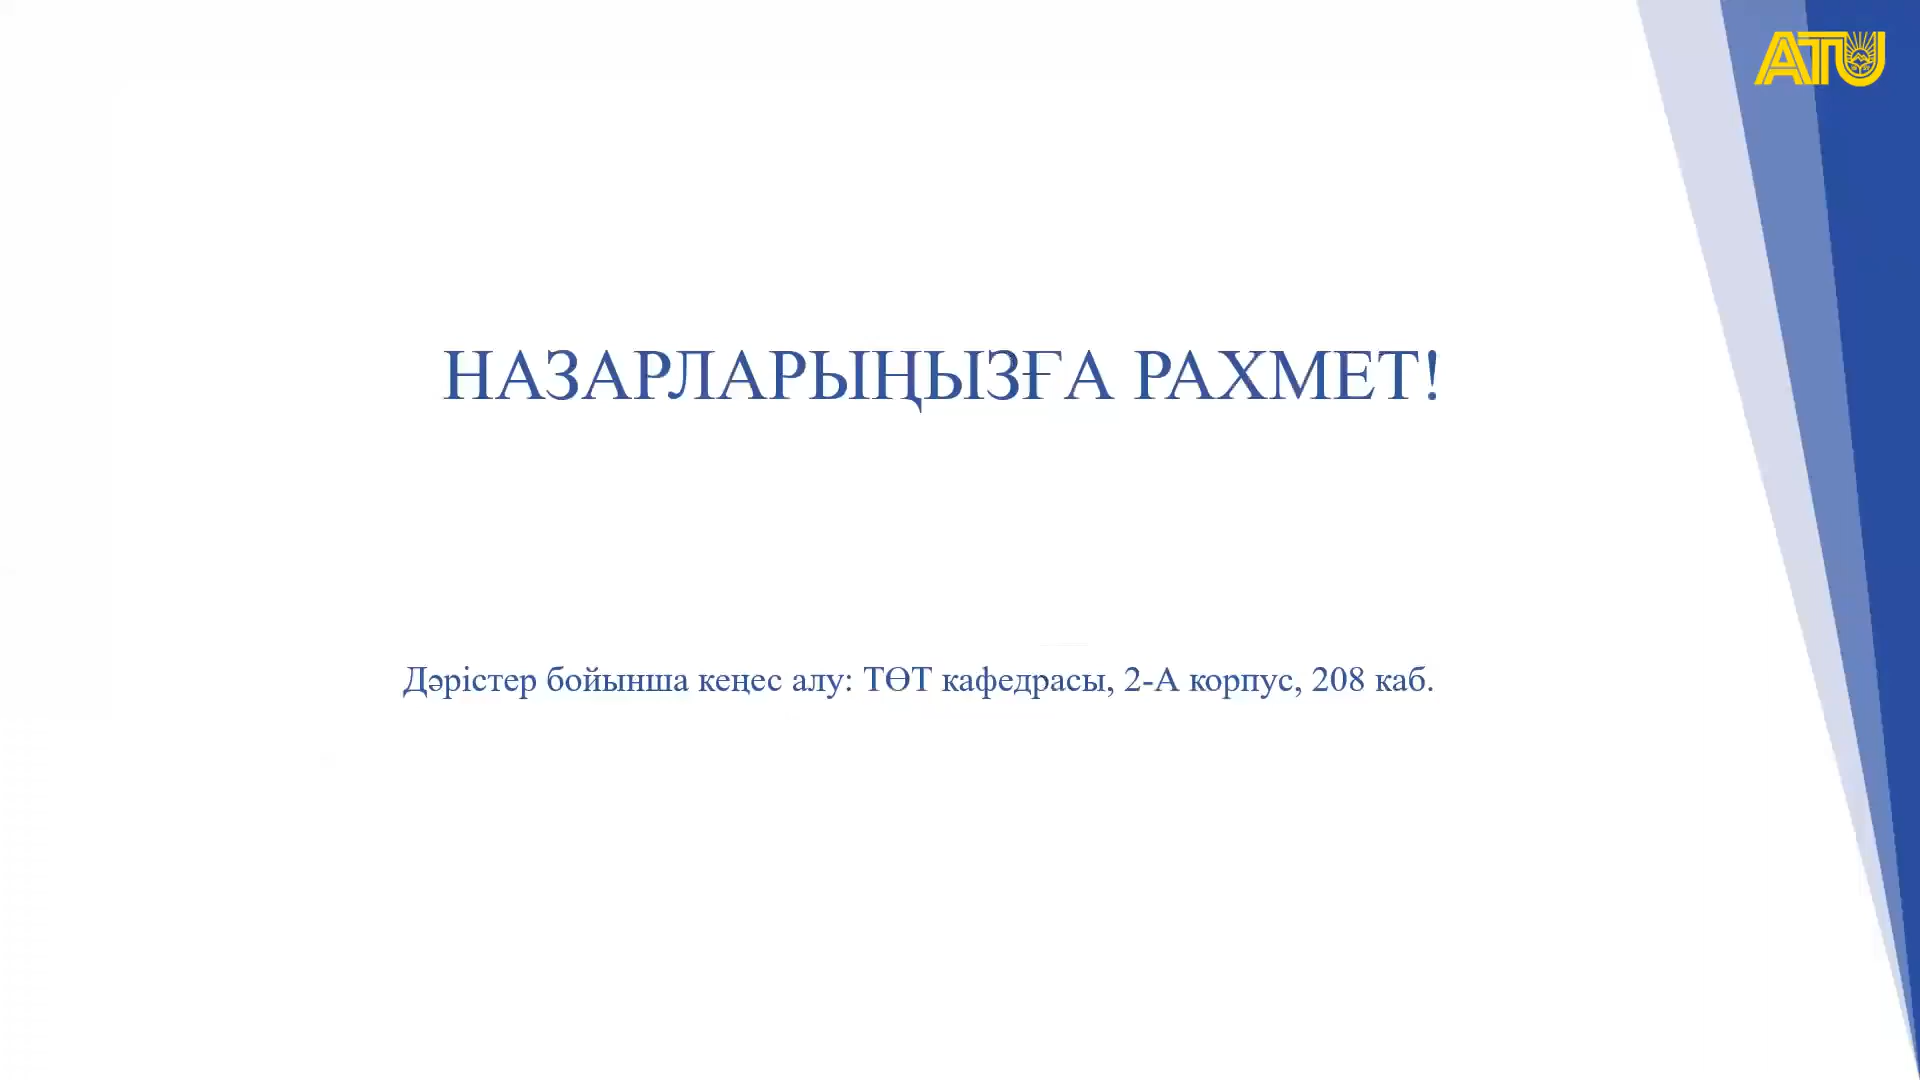 ATU
НАЗАРЛАРЫҢЫЗҒА РАХМЕТ!
Дәрістер бойынша кеңес алу: ТӨТ кафедрасы, 2-А корпус, 208 каб.